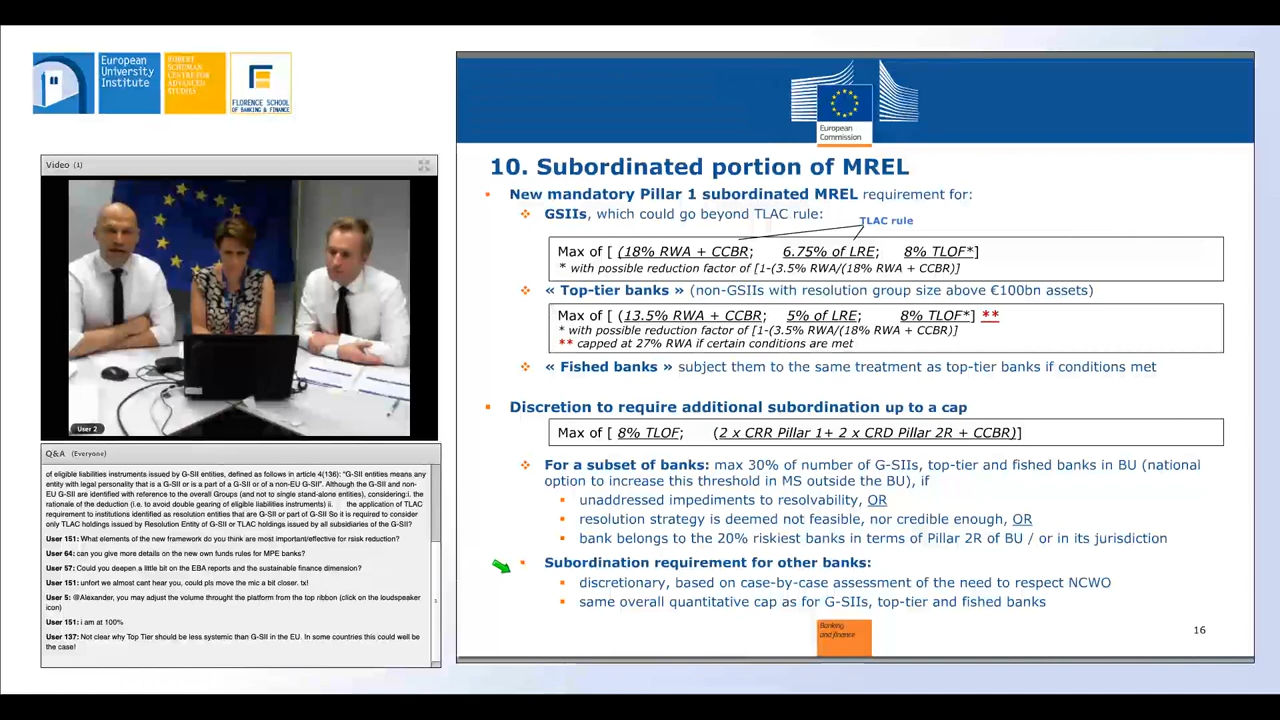 European
University
Institute
ROBERT
SCHUMAN
CENTRE FOR
ADVANCED
STUDIES
FLORENCE SCHOOL
OF BANKING & FINANCE
Video (1)
User 2
Q&A (Everyone)
of eligible liabilities instruments issued by G-SII entities, defined as follows in article 4(136): "G-SII entities means any
entity with legal personality that is a G-SII or is a part of a G-SII or of a non-EU G-SII". Although the G-SII and non-
EU G-SII are identified with reference to the overall Groups (and not to single stand-alone entities), considering:i. the
rationale of the deduction (i.e. to avoid double gearing of eligible liabilities instruments) ii. the application of TLAC
requirement to institutions identified as resolution entities that are G-SII or part of G-SII So it is required to consider
only TLAC holdings issued by Resolution Entity of G-SII or TLAC holdings issued by all subsidiaries of the G-SII?
User 151: What elements of the new framework do you think are most important/effective for rsisk reduction?
User 64: can you give more details on the new own funds rules for MPE banks?
User 57: Could you deepen a little bit on the EBA reports and the sustainable finance dimension?
User 151: unfort we almost cant hear you, could pls move the mic a bit closer. tx!
User 5: @Alexander, you may adjust the volume throught the platform from the top ribbon (click on the loudspeaker
icon)
User 151: i am at 100%
User 137: Not clear why Top Tier should be less systemic than G-SII in the EU. In some countries this could well be
the case!
European
Commission
10. Subordinated portion of MREL
▪ New mandatory Pillar 1 subordinated MREL requirement for:
❖ GSIIs, which could go beyond TLAC rule:
TLAC rule
Max of [ (18% RWA + CCBR; 6.75% of LRE; 8% TLOF*]
* with possible reduction factor of [1-(3.5% RWA/(18% RWA + CCBR)]
❖ « Top-tier banks » (non-GSIIs with resolution group size above €100bn assets)
Max of [ (13.5% RWA + CCBR; 5% of LRE; 8% TLOF*] **
* with possible reduction factor of [1-(3.5% RWA/(18% RWA + CCBR)]
** capped at 27% RWA if certain conditions are met
❖ « Fished banks » subject them to the same treatment as top-tier banks if conditions met
▪ Discretion to require additional subordination up to a cap
Max of [ 8% TLOF; (2 x CRR Pillar 1+ 2 x CRD Pillar 2R + CCBR)]
❖ For a subset of banks: max 30% of number of G-SIIs, top-tier and fished banks in BU (national
option to increase this threshold in MS outside the BU), if
▪ unaddressed impediments to resolvability, OR
▪ resolution strategy is deemed not feasible, nor credible enough, OR
▪ bank belongs to the 20% riskiest banks in terms of Pillar 2R of BU / or in its jurisdiction
▪ Subordination requirement for other banks:
▪ discretionary, based on case-by-case assessment of the need to respect NCWO
▪ same overall quantitative cap as for G-SIIs, top-tier and fished banks
Banking
and finance
16